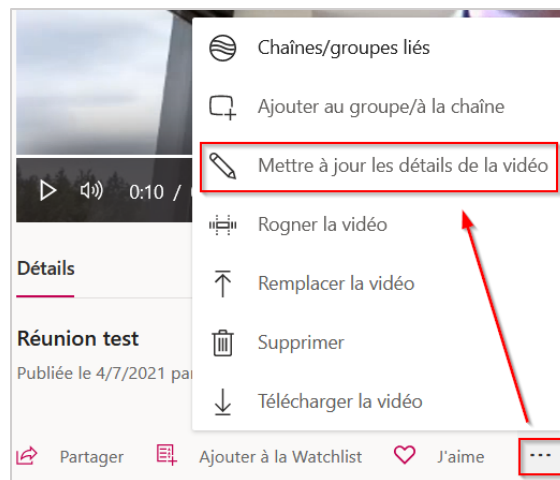 Chaînes/groupes liés
Ajouter au groupe/à la chaîne
Mettre à jour les détails de la vidéo
0:10 /
Rogner la vidéo
Détails
Remplacer la vidéo
Réunion test
Supprimer
Publiée le 4/7/2021
Télécharger la vidéo
Partager
Ajouter à la Watchlist
J'aime
...